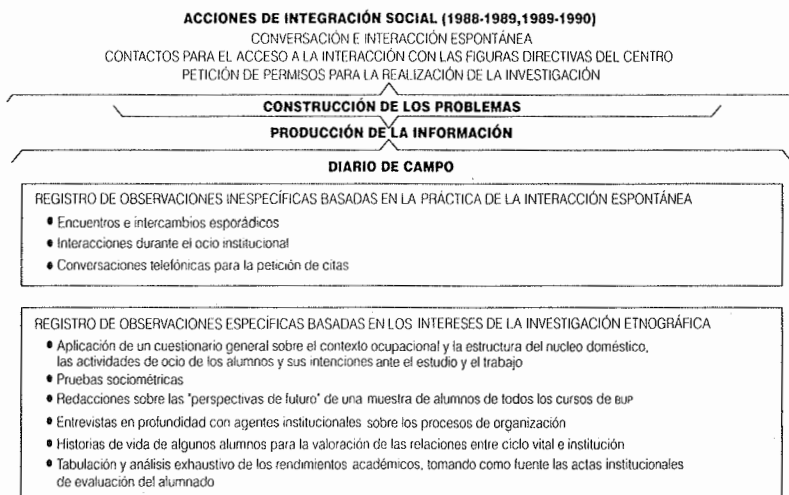 ACCIONES DE INTEGRACIÓN SOCIAL (1988-1989,1989-1990)
CONVERSACIÓN E INTERACCIÓN ESPONTÁNEA
CONTACTOS PARA EL ACCESO A LA INTERACCIÓN CON LAS FIGURAS DIRECTIVAS DEL CENTRO
PETICIÓN DE PERMISOS PARA LA REALIZACIÓN DE LA INVESTIGACIÓN
CONSTRUCCIÓN DE LOS PROBLEMAS
PRODUCCIÓN DE LA INFORMACIÓN
DIARIO DE CAMPO
REGISTRO DE OBSERVACIONES INESPECÍFICAS BASADAS EN LA PRÁCTICA DE LA INTERACCIÓN ESPONTÁNEA
• Encuentros e intercambios esporádicos
• Interacciones durante el ocio institucional
• Conversaciones telefónicas para la petición de citas
REGISTRO DE OBSERVACIONES ESPECÍFICAS BASADAS EN LOS INTERESES DE LA INVESTIGACIÓN ETNOGRÁFICA
• Aplicación de un cuestionario general sobre el contexto ocupacional y la estructura del nucleo doméstico,
las actividades de ocio de los alumnos y sus intenciones ante el estudio y el trabajo
• Pruebas sociométricas
• Redacciones sobre las "perspectivas de futuro" de una muestra de alumnos de todos los cursos de BUP
• Entrevistas en profundidad con agentes institucionales sobre los procesos de organización
• Historias de vida de algunos alumnos para la valoración de las relaciones entre ciclo vital e institución
• Tabulación y análisis exhaustivo de los rendimientos académicos, tomando como fuente las actas institucionales
de evaluación del alumnado